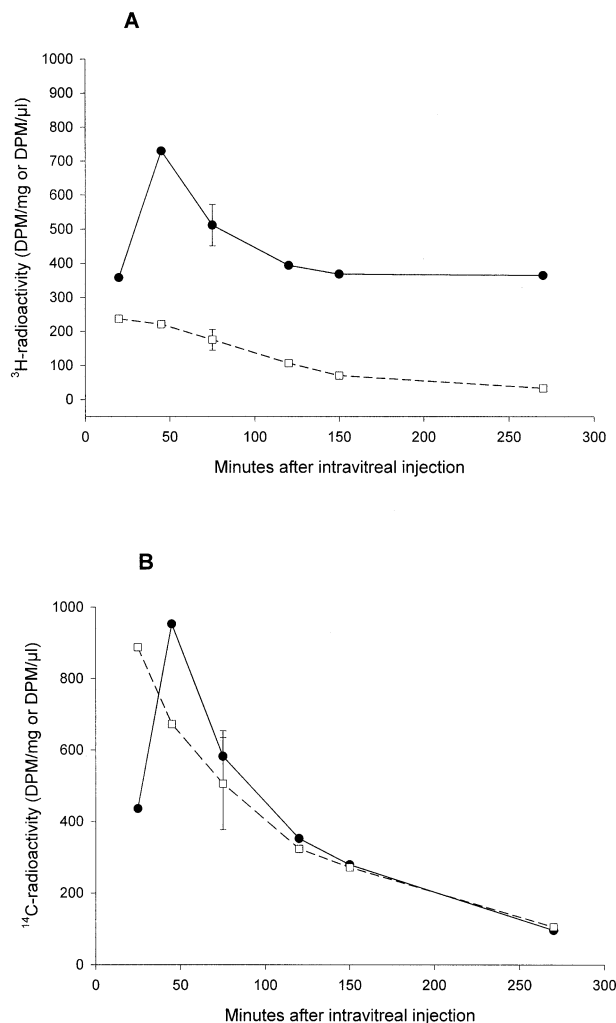 A
1000
900
800
700
600
500
400
300
200
100
0
³H-radioactivity (DPM/mg or DPM/µl)
0 50 100 150 200 250 300
Minutes after intravitreal injection
B
1000
800
600
400
200
0
¹⁴C-radioactivity (DPM/mg or DPM/µl)
0 50 100 150 200 250 300
Minutes after intravitreal injection